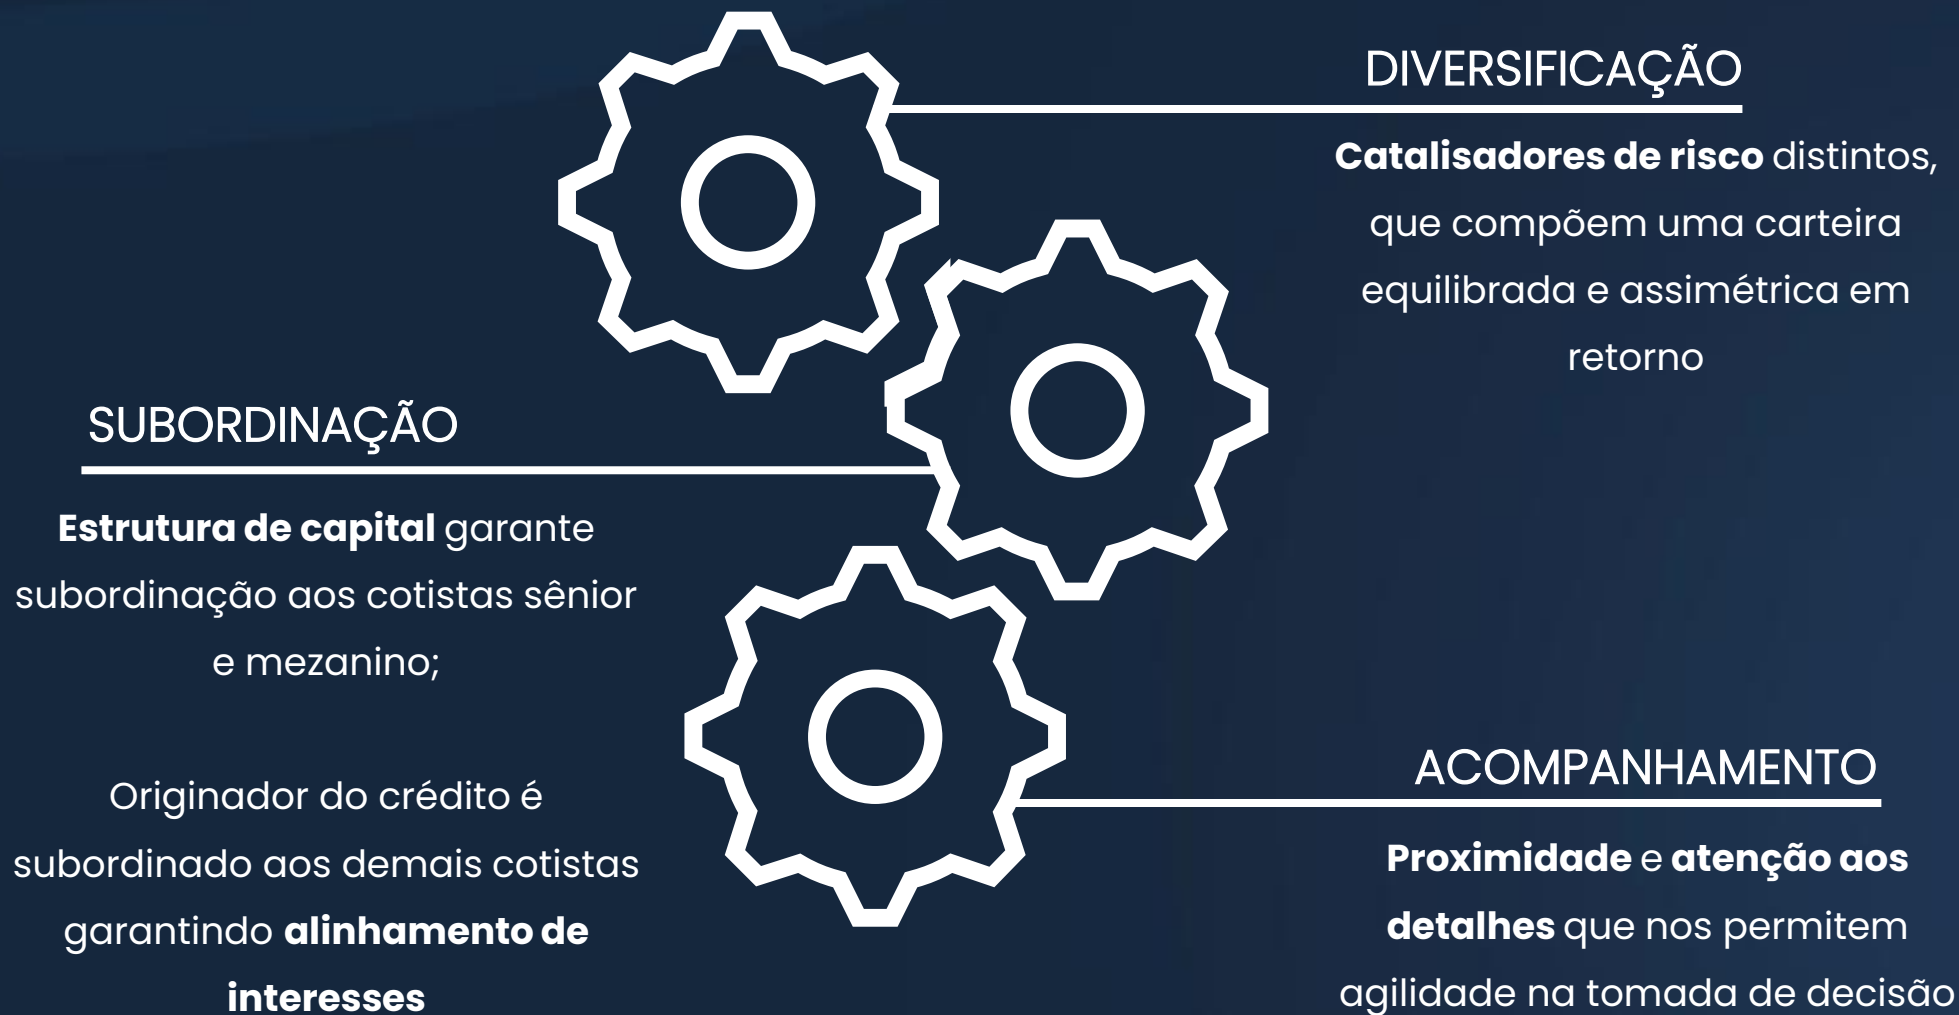 DIVERSIFICAÇÃO
Catalisadores de risco distintos,
que compõem uma carteira
equilibrada e assimétrica em
retorno
SUBORDINAÇÃO
Estrutura de capital garante
subordinação aos cotistas sênior
e mezanino;
Originador do crédito é
subordinado aos demais cotistas
garantindo alinhamento de
interesses
ACOMPANHAMENTO
Proximidade e atenção aos
detalhes que nos permitem
agilidade na tomada de decisão